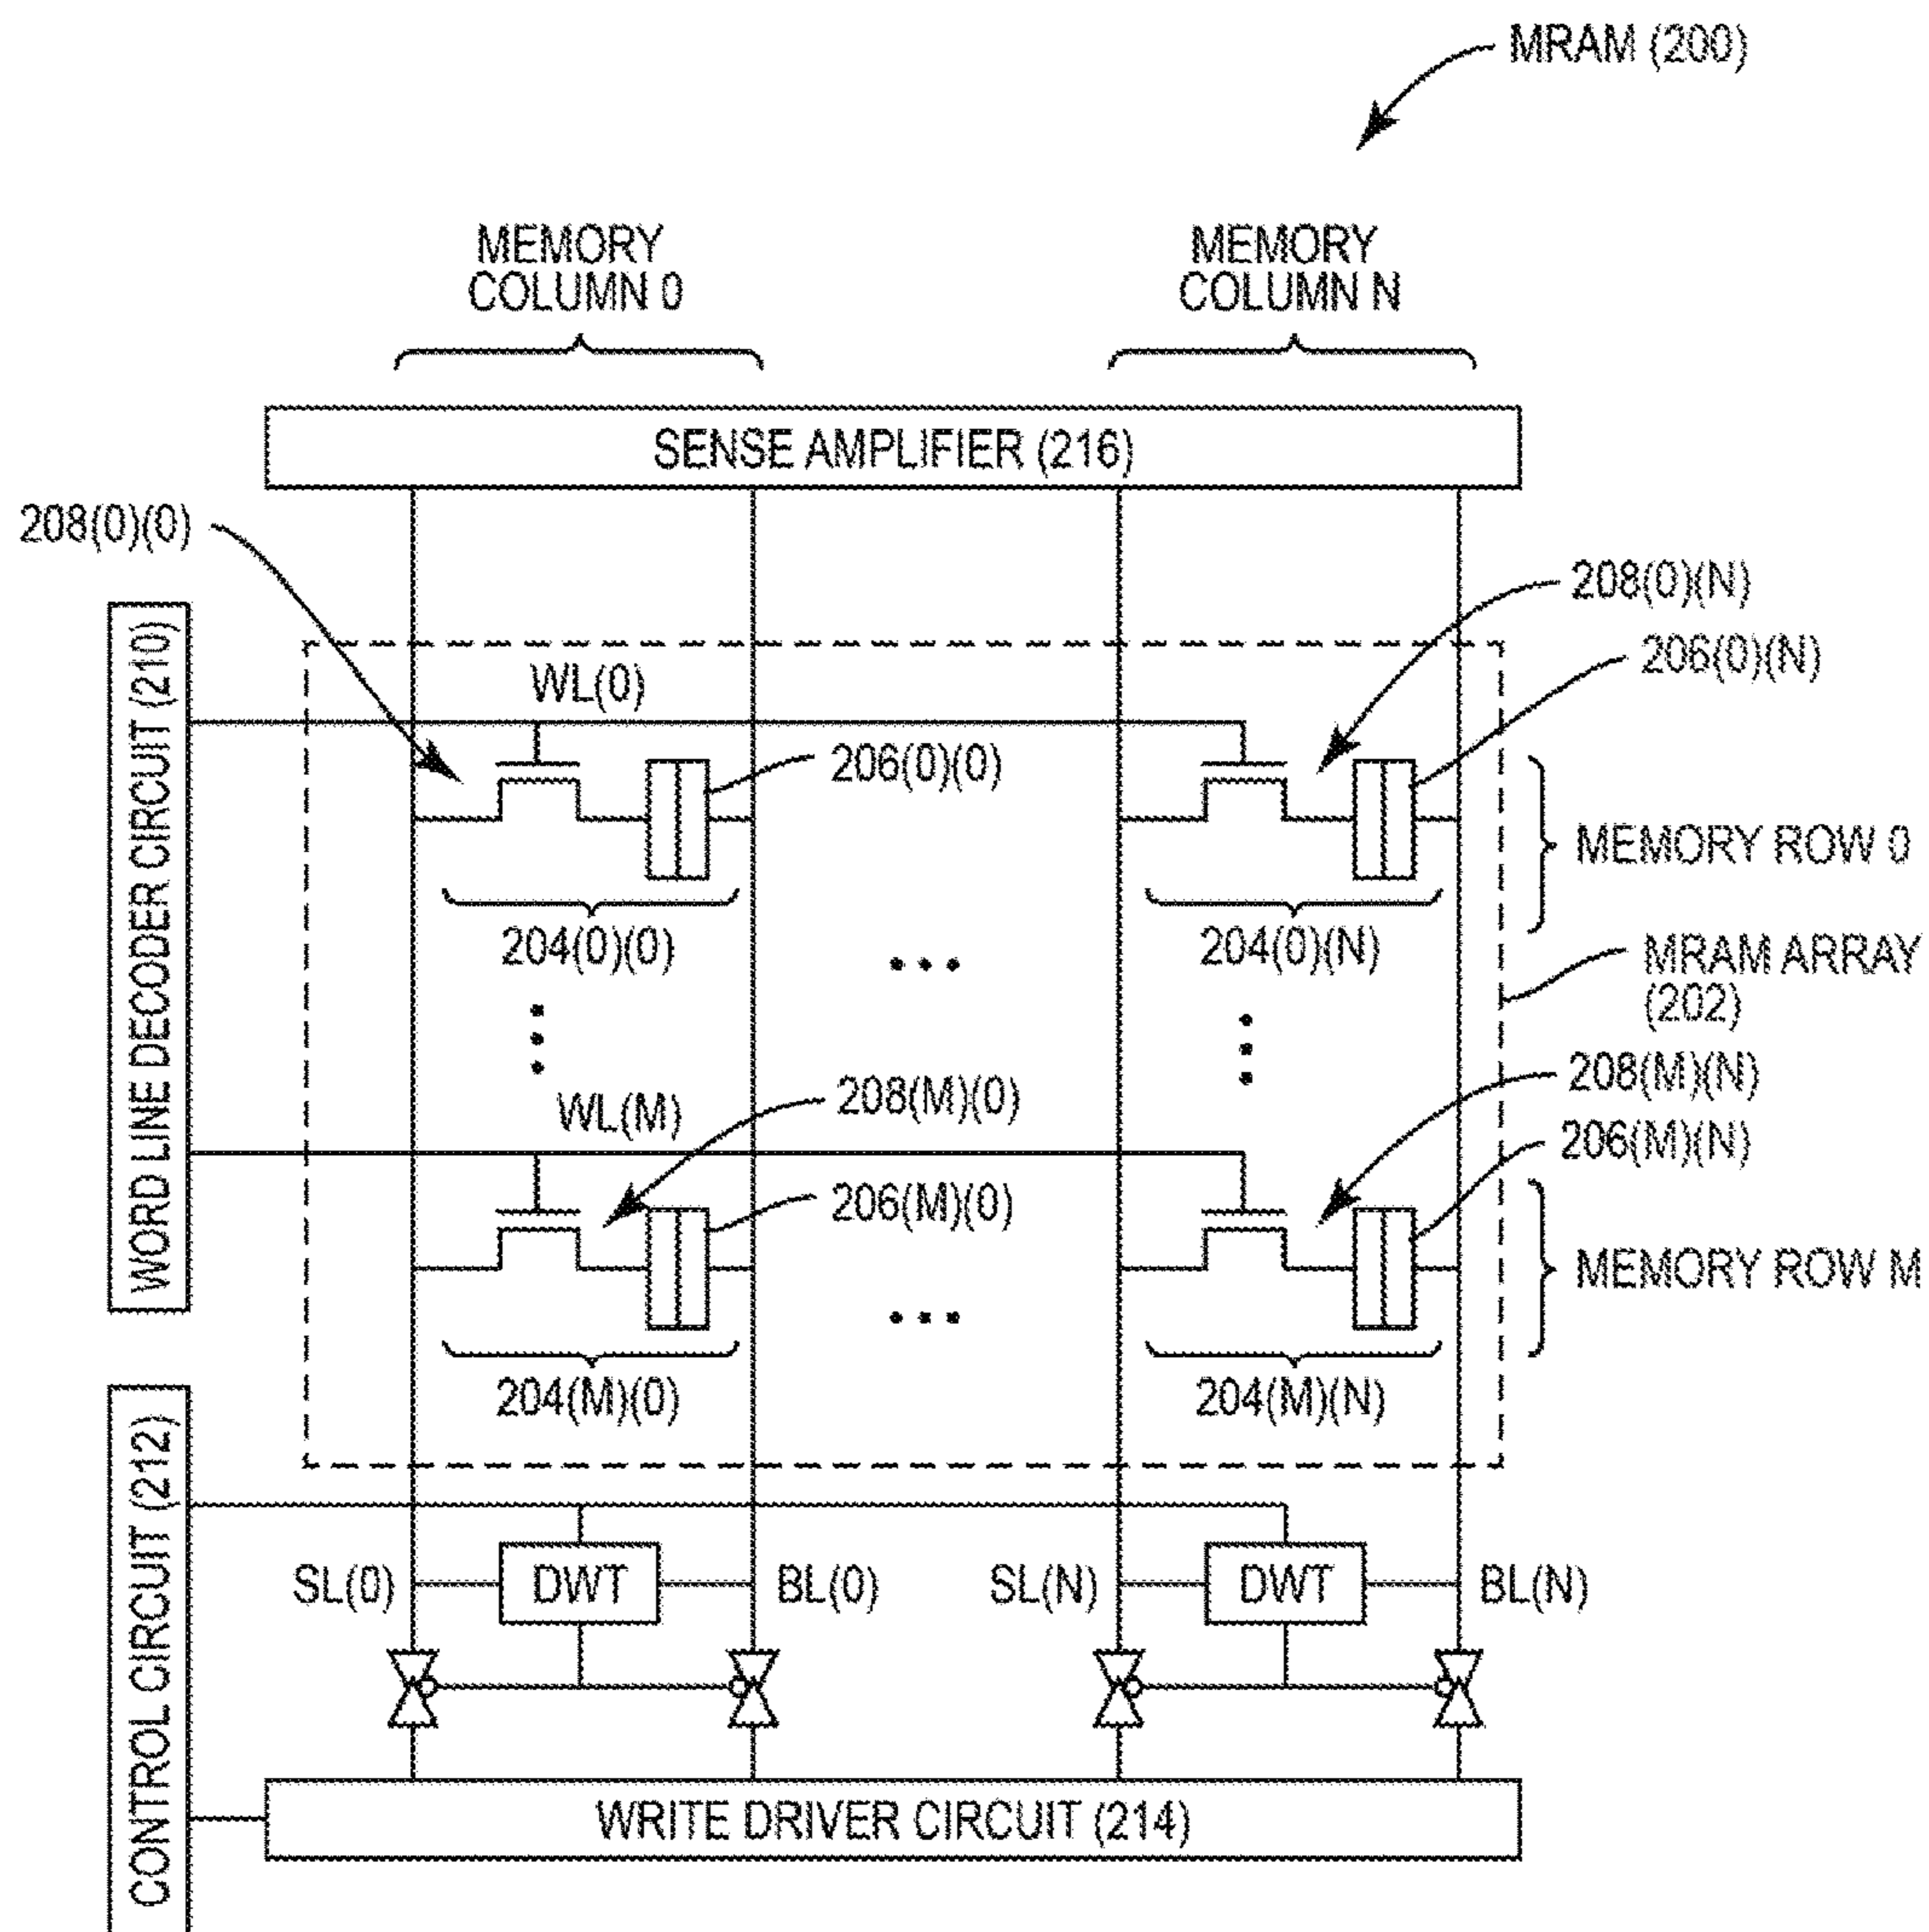 MRAM (200)
MEMORY
COLUMN 0
MEMORY
COLUMN N
SENSE AMPLIFIER (216)
208(0)(0)
208(0)(N)
206(0)(N)
WORD LINE DECODER CIRCUIT (210)
WL(0)
206(0)(0)
MEMORY ROW 0
204(0)(0)
204(0)(N)
MRAM ARRAY
(202)
WL(M)
208(M)(0)
208(M)(N)
206(M)(N)
206(M)(0)
MEMORY ROW M
204(M)(0)
204(M)(N)
CONTROL CIRCUIT (212)
SL(0)
DWT
BL(0)
SL(N)
DWT
BL(N)
WRITE DRIVER CIRCUIT (214)